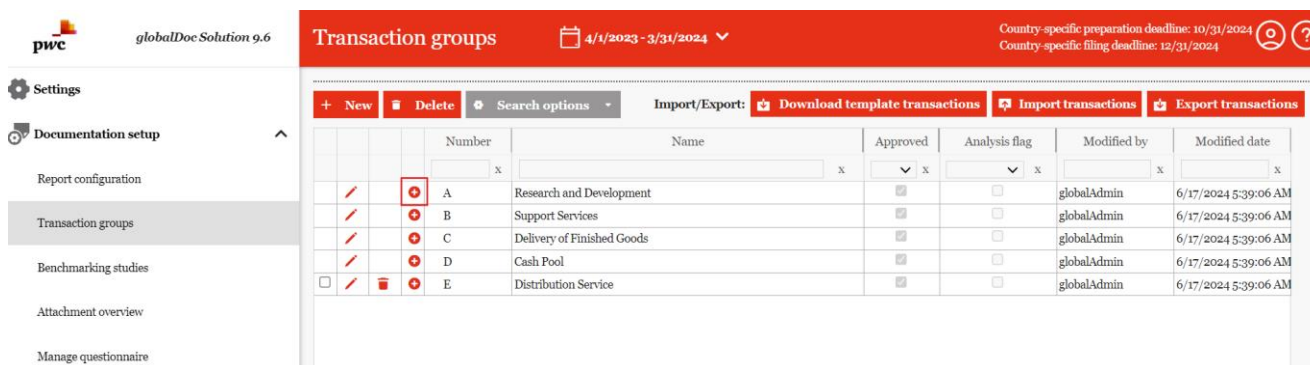 pwc
globalDoc Solution 9.6
Transaction groups
4/1/2023 - 3/31/2024
Country-specific preparation deadline: 10/31/2024
Country-specific filing deadline: 12/31/2024
?
Settings
Documentation setup
Report configuration
Transaction groups
Benchmarking studies
Attachment overview
Manage questionnaire
+ New Delete Search options Import/Export: Download template transactions Import transactions Export transactions
Number Name Approved Analysis flag Modified by Modified date
x x x x x x
A Research and Development globalAdmin 6/17/2024 5:39:06 AM
B Support Services globalAdmin 6/17/2024 5:39:06 AM
C Delivery of Finished Goods globalAdmin 6/17/2024 5:39:06 AM
D Cash Pool globalAdmin 6/17/2024 5:39:06 AM
E Distribution Service globalAdmin 6/17/2024 5:39:06 AM